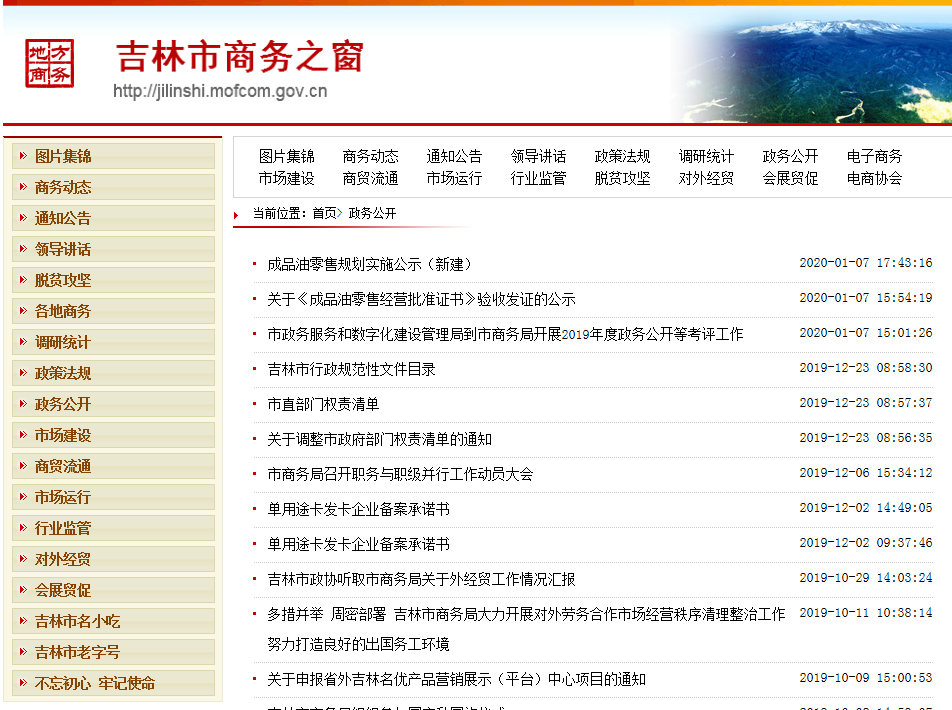 地方
商务
吉林市商务之窗
http://jilinshi.mofcom.gov.cn
图片集锦
商务动态
通知公告
领导讲话
脱贫攻坚
各地商务
调研统计
政策法规
政务公开
市场建设
商贸流通
市场运行
行业监管
对外经贸
会展贸促
吉林市名小吃
吉林市老字号
不忘初心 牢记使命
图片集锦 商务动态 通知公告 领导讲话 政策法规 调研统计 政务公开 电子商务
市场建设 商贸流通 市场运行 行业监管 脱贫攻坚 对外经贸 会展贸促 电商协会
当前位置：首页> 政务公开
成品油零售规划实施公示（新建） 2020-01-07 17:43:16
关于《成品油零售经营批准证书》验收发证的公示 2020-01-07 15:54:19
市政务服务和数字化建设管理局到市商务局开展2019年度政务公开等考评工作 2020-01-07 15:01:26
吉林市行政规范性文件目录 2019-12-23 08:58:30
市直部门权责清单 2019-12-23 08:57:37
关于调整市政府部门权责清单的通知 2019-12-23 08:56:35
市商务局召开职务与职级并行工作动员大会 2019-12-06 15:34:12
单用途卡发卡企业备案承诺书 2019-12-02 14:49:05
单用途卡发卡企业备案承诺书 2019-12-02 09:37:46
吉林市政协听取市商务局关于外经贸工作情况汇报 2019-10-29 14:03:24
多措并举 周密部署 吉林市商务局大力开展对外劳务合作市场经营秩序清理整治工作 2019-10-11 10:38:14
努力打造良好的出国务工环境
关于申报省外吉林名优产品营销展示（平台）中心项目的通知 2019-10-09 15:00:53